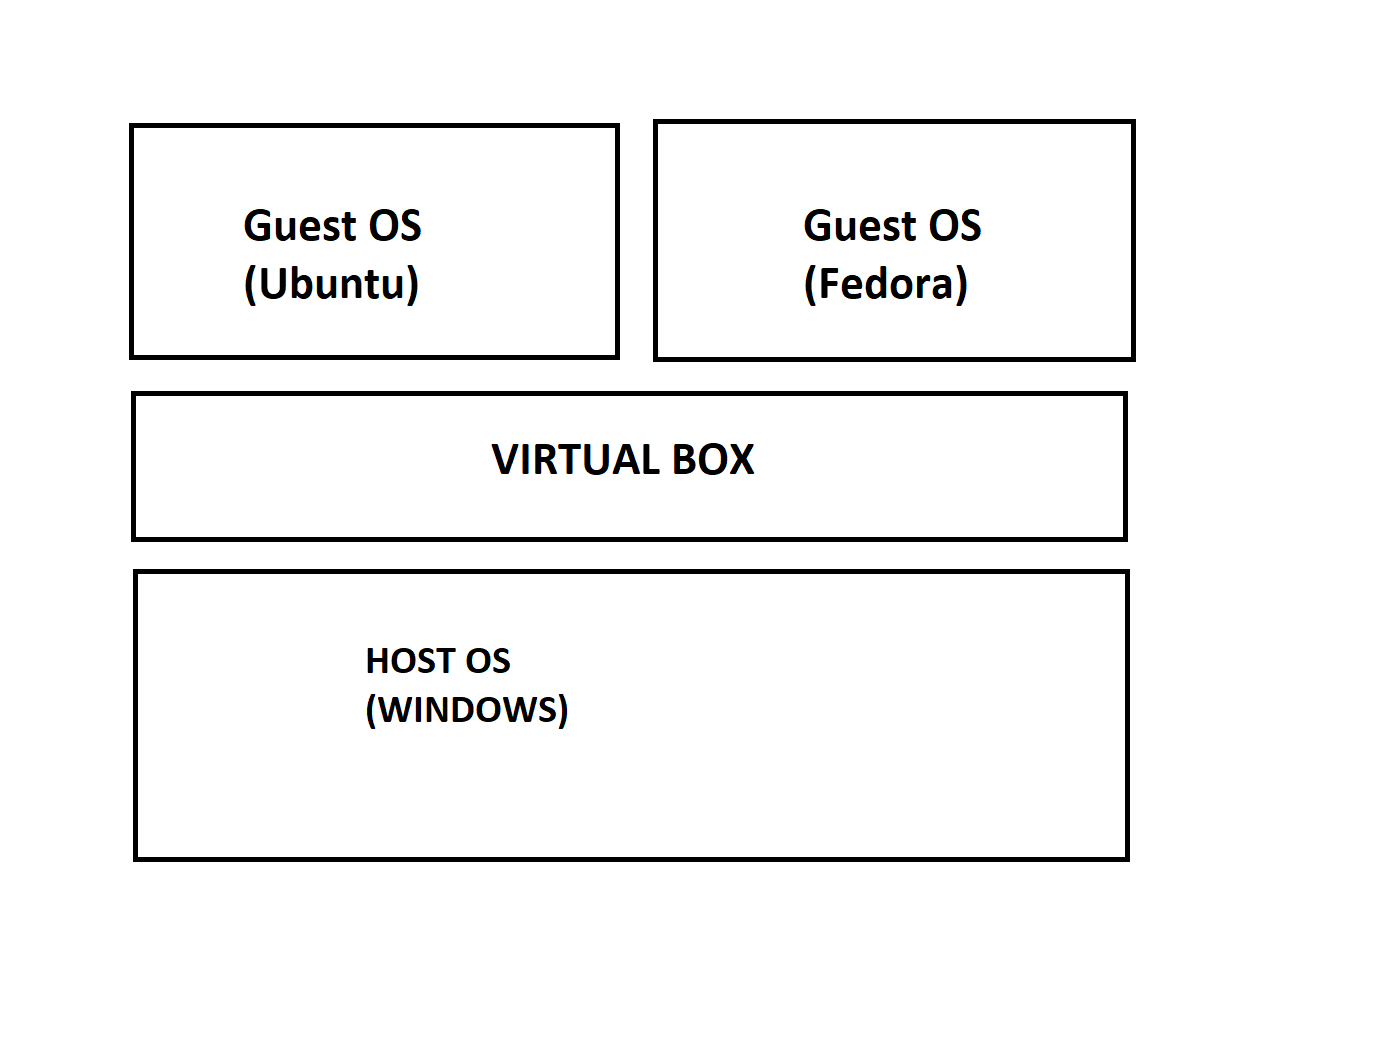 Guest OS
(Ubuntu)
Guest OS
(Fedora)
VIRTUAL BOX
HOST OS
(WINDOWS)